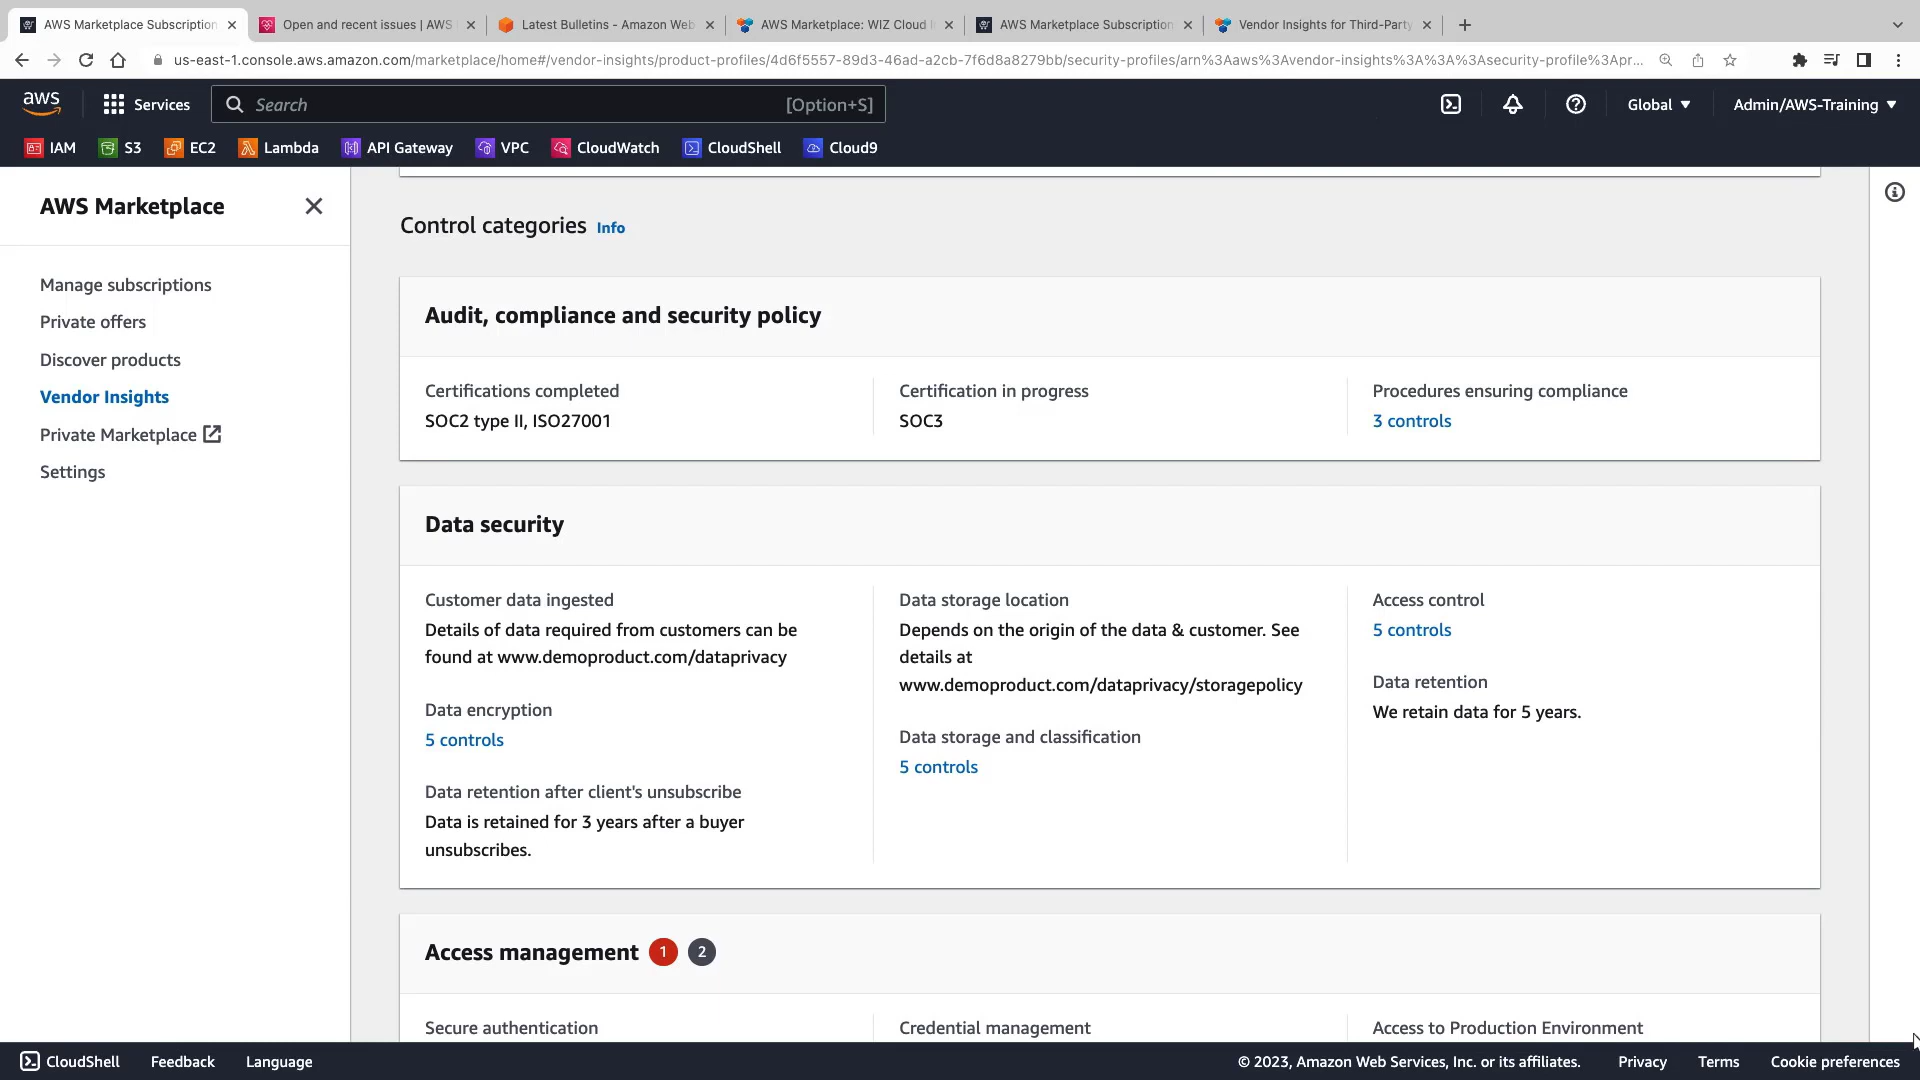 AWS Marketplace Subscription
Open and recent issues | AWS
Latest Bulletins - Amazon Web
AWS Marketplace: WIZ Cloud I
AWS Marketplace Subscription
Vendor Insights for Third-Party
us-east-1.console.aws.amazon.com/marketplace/home#/vendor-insights/product-profiles/4d6f5557-89d3-46ad-a2cb-7f6d8a8279bb/security-profiles/arn%3Aaws%3Avendor-insights%3A%3A%3Asecurity-profile%3Apr...
aws
Services
Search
[Option+S]
Global
Admin/AWS-Training
IAM
S3
EC2
Lambda
API Gateway
VPC
CloudWatch
CloudShell
Cloud9
AWS Marketplace
Manage subscriptions
Private offers
Discover products
Vendor Insights
Private Marketplace
Settings
Control categories Info
Audit, compliance and security policy
Certifications completed
SOC2 type II, ISO27001
Certification in progress
SOC3
Procedures ensuring compliance
3 controls
Data security
Customer data ingested
Details of data required from customers can be
found at www.demoproduct.com/dataprivacy
Data encryption
5 controls
Data retention after client's unsubscribe
Data is retained for 3 years after a buyer
unsubscribes.
Data storage location
Depends on the origin of the data & customer. See
details at
www.demoproduct.com/dataprivacy/storagepolicy
Data storage and classification
5 controls
Access control
5 controls
Data retention
We retain data for 5 years.
Access management 1 2
Secure authentication
Credential management
Access to Production Environment
CloudShell
Feedback
Language
© 2023, Amazon Web Services, Inc. or its affiliates.
Privacy
Terms
Cookie preferences